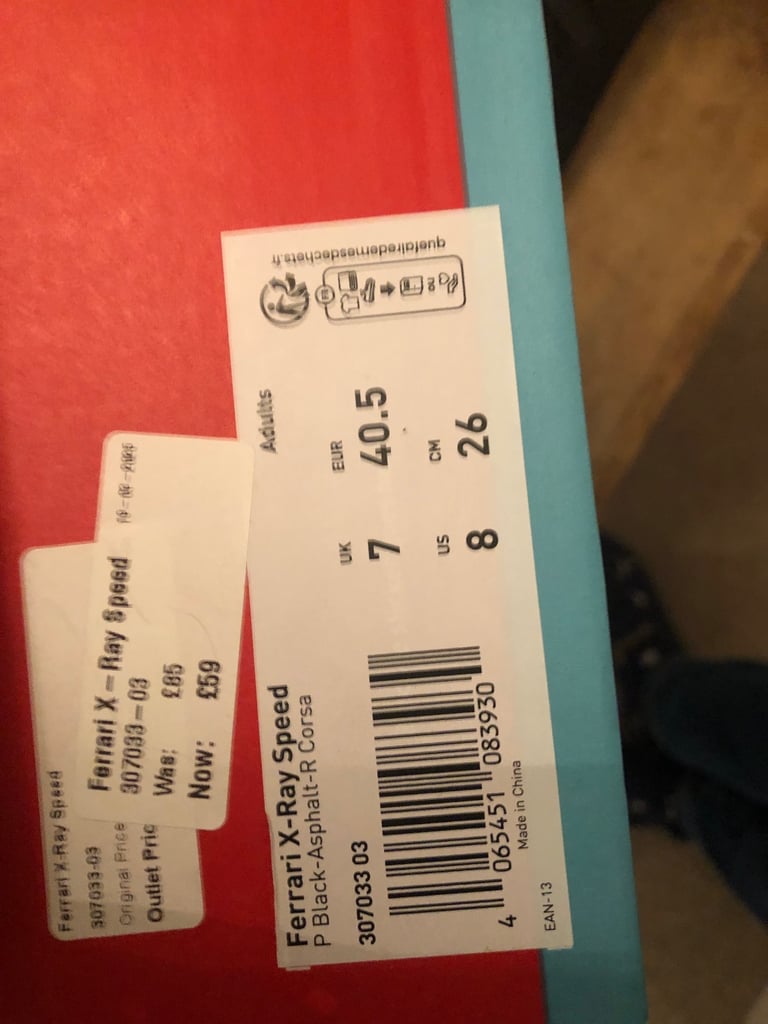 Ferrari X-Ray Speed
307033-03
Original Price
Outlet Pric
Ferrari X-Ray Speed
307033-03
Was: £85
Now: £59
Ferrari X-Ray Speed
P Black-Asphalt-R Corsa
307033 03
4 065451 083930
Made in China
EAN-13
Adults
UK EUR
7 40.5
US CM
8 26
FR
ou
quefairedemesdechets.fr